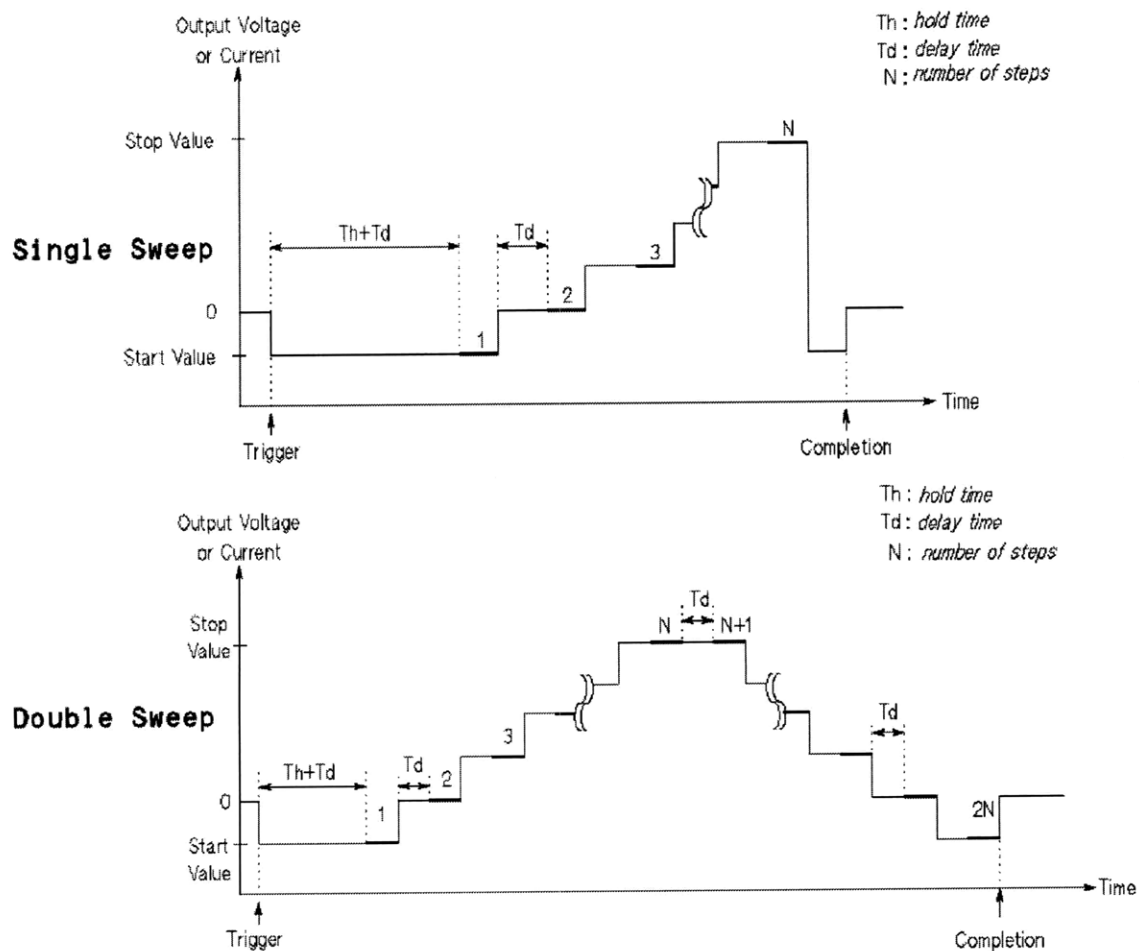 Output Voltage
or Current
Th : hold time
Td : delay time
N : number of steps
Stop Value
N
Single Sweep
Th+Td
Td
3
2
0
1
Start Value
Time
Trigger
Completion
Th : hold time
Td : delay time
N : number of steps
Output Voltage
or Current
Stop
Value
N
Td
N+1
Double Sweep
Td
3
Th+Td
Td
2
0
1
2N
Start
Value
Time
Trigger
Completion